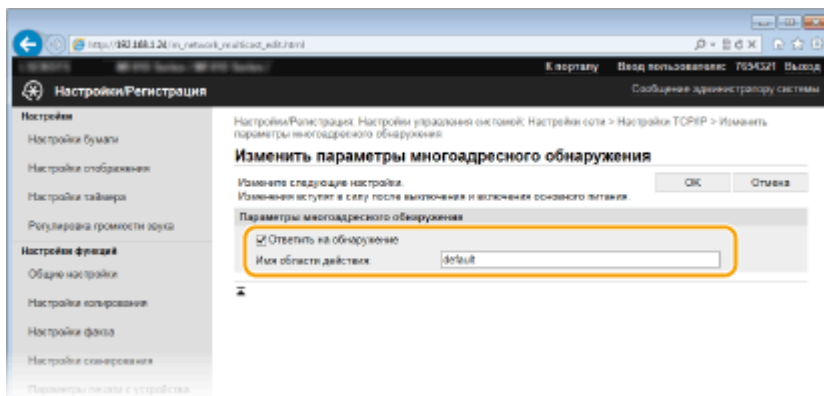 http://192.168.1.24/m_network_multicast_edit.html
К порталу Вход пользователя: 7654321 Выход
Настройки/Регистрация Сообщение администратору системы
Настройки
Настройки бумаги
Настройки отображения
Настройки таймера
Регулировка громкости звука
Настройки функций
Общие настройки
Настройки копирования
Настройки факса
Настройки сканирования
Параметры печати с устройства
Настройки/Регистрация: Настройки управления системой: Настройки сети > Настройки TCP/IP > Изменить
параметры многоадресного обнаружения
Изменить параметры многоадресного обнаружения
Измените следующие настройки.
Изменения вступят в силу после выключения и включения основного питания.
OK Отмена
Параметры многоадресного обнаружения
Ответить на обнаружение
Имя области действия: default